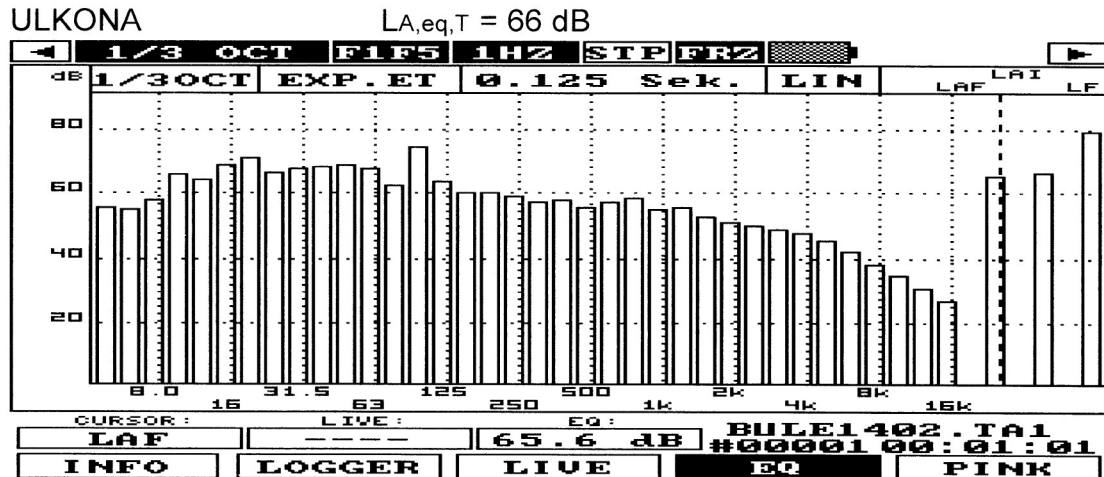 ULKONA LA,eq,T = 66 dB
1/3 OCT F1F5 1HZ STP FRZ
dB 1/3OCT EXP.ET 0.125 Sek. LIN LAF LAI LF
80
60
40
20
8.0 31.5 125 500 2k 8k
16 63 250 1k 4k 16k
CURSOR: LIVE: EQ:
LAF ---- 65.6 dB BULE1402.TA1
#00001 00:01:01
INFO LOGGER LIVE EQ PINK